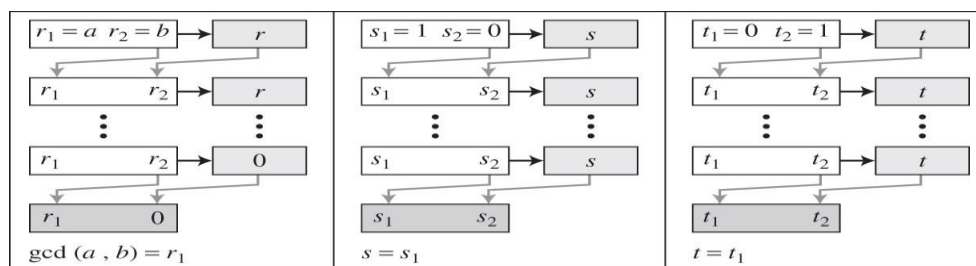 r₁ = a r₂ = b r s₁ = 1 s₂ = 0 s t₁ = 0 t₂ = 1 t
r₁ r₂ r s₁ s₂ s t₁ t₂ t
r₁ r₂ 0 s₁ s₂ s t₁ t₂ t
r₁ 0 s₁ s₂ t₁ t₂
gcd (a , b) = r₁ s = s₁ t = t₁